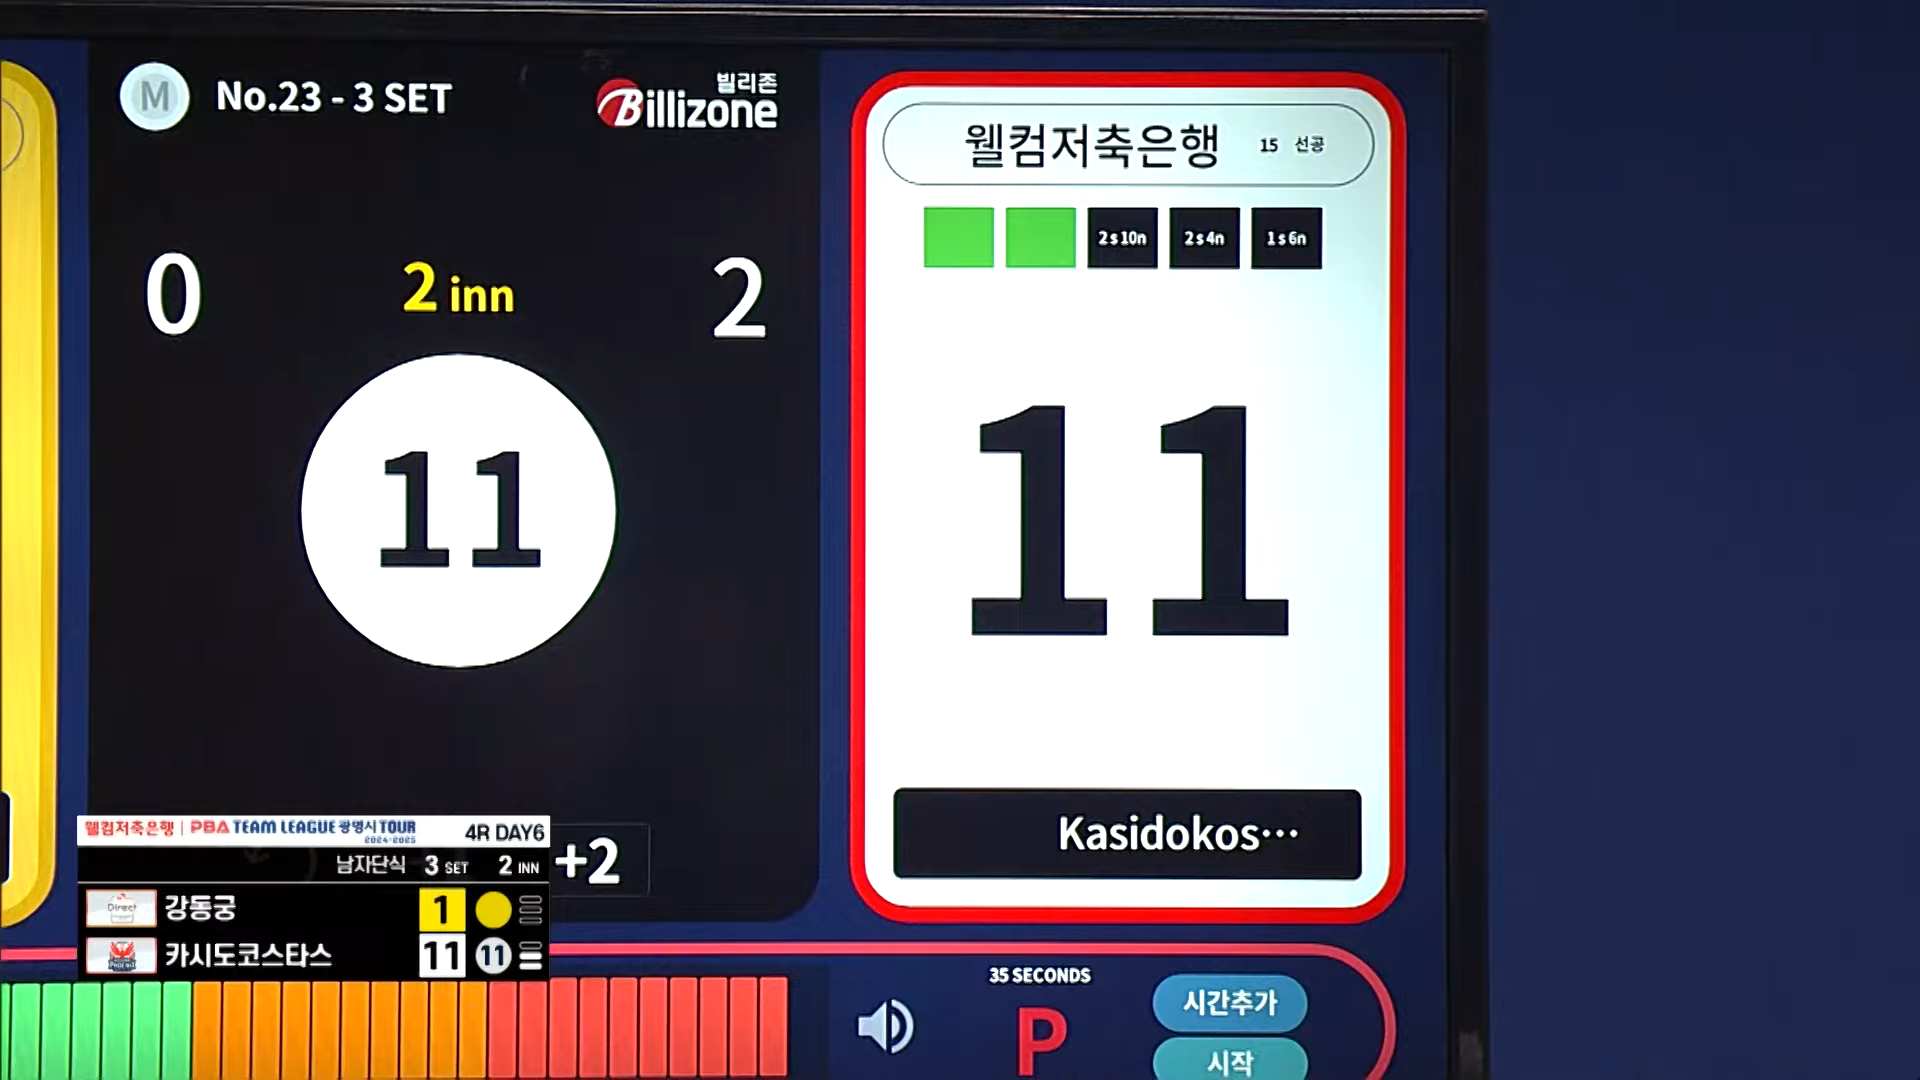 M No.23 - 3 SET
빌리존
Billizone
웰컴저축은행 15 선공
2s10n 2s4n 1s6n
0 2 inn 2
11
11
Kasidokos…
+2
웰컴저축은행 | PBA TEAM LEAGUE 광명시 TOUR 4R DAY6
2024-2025
남자단식 3 SET 2 INN
Direct 강동궁 1
카시도코스타스 11 11
35 SECONDS
P
시간추가
시작